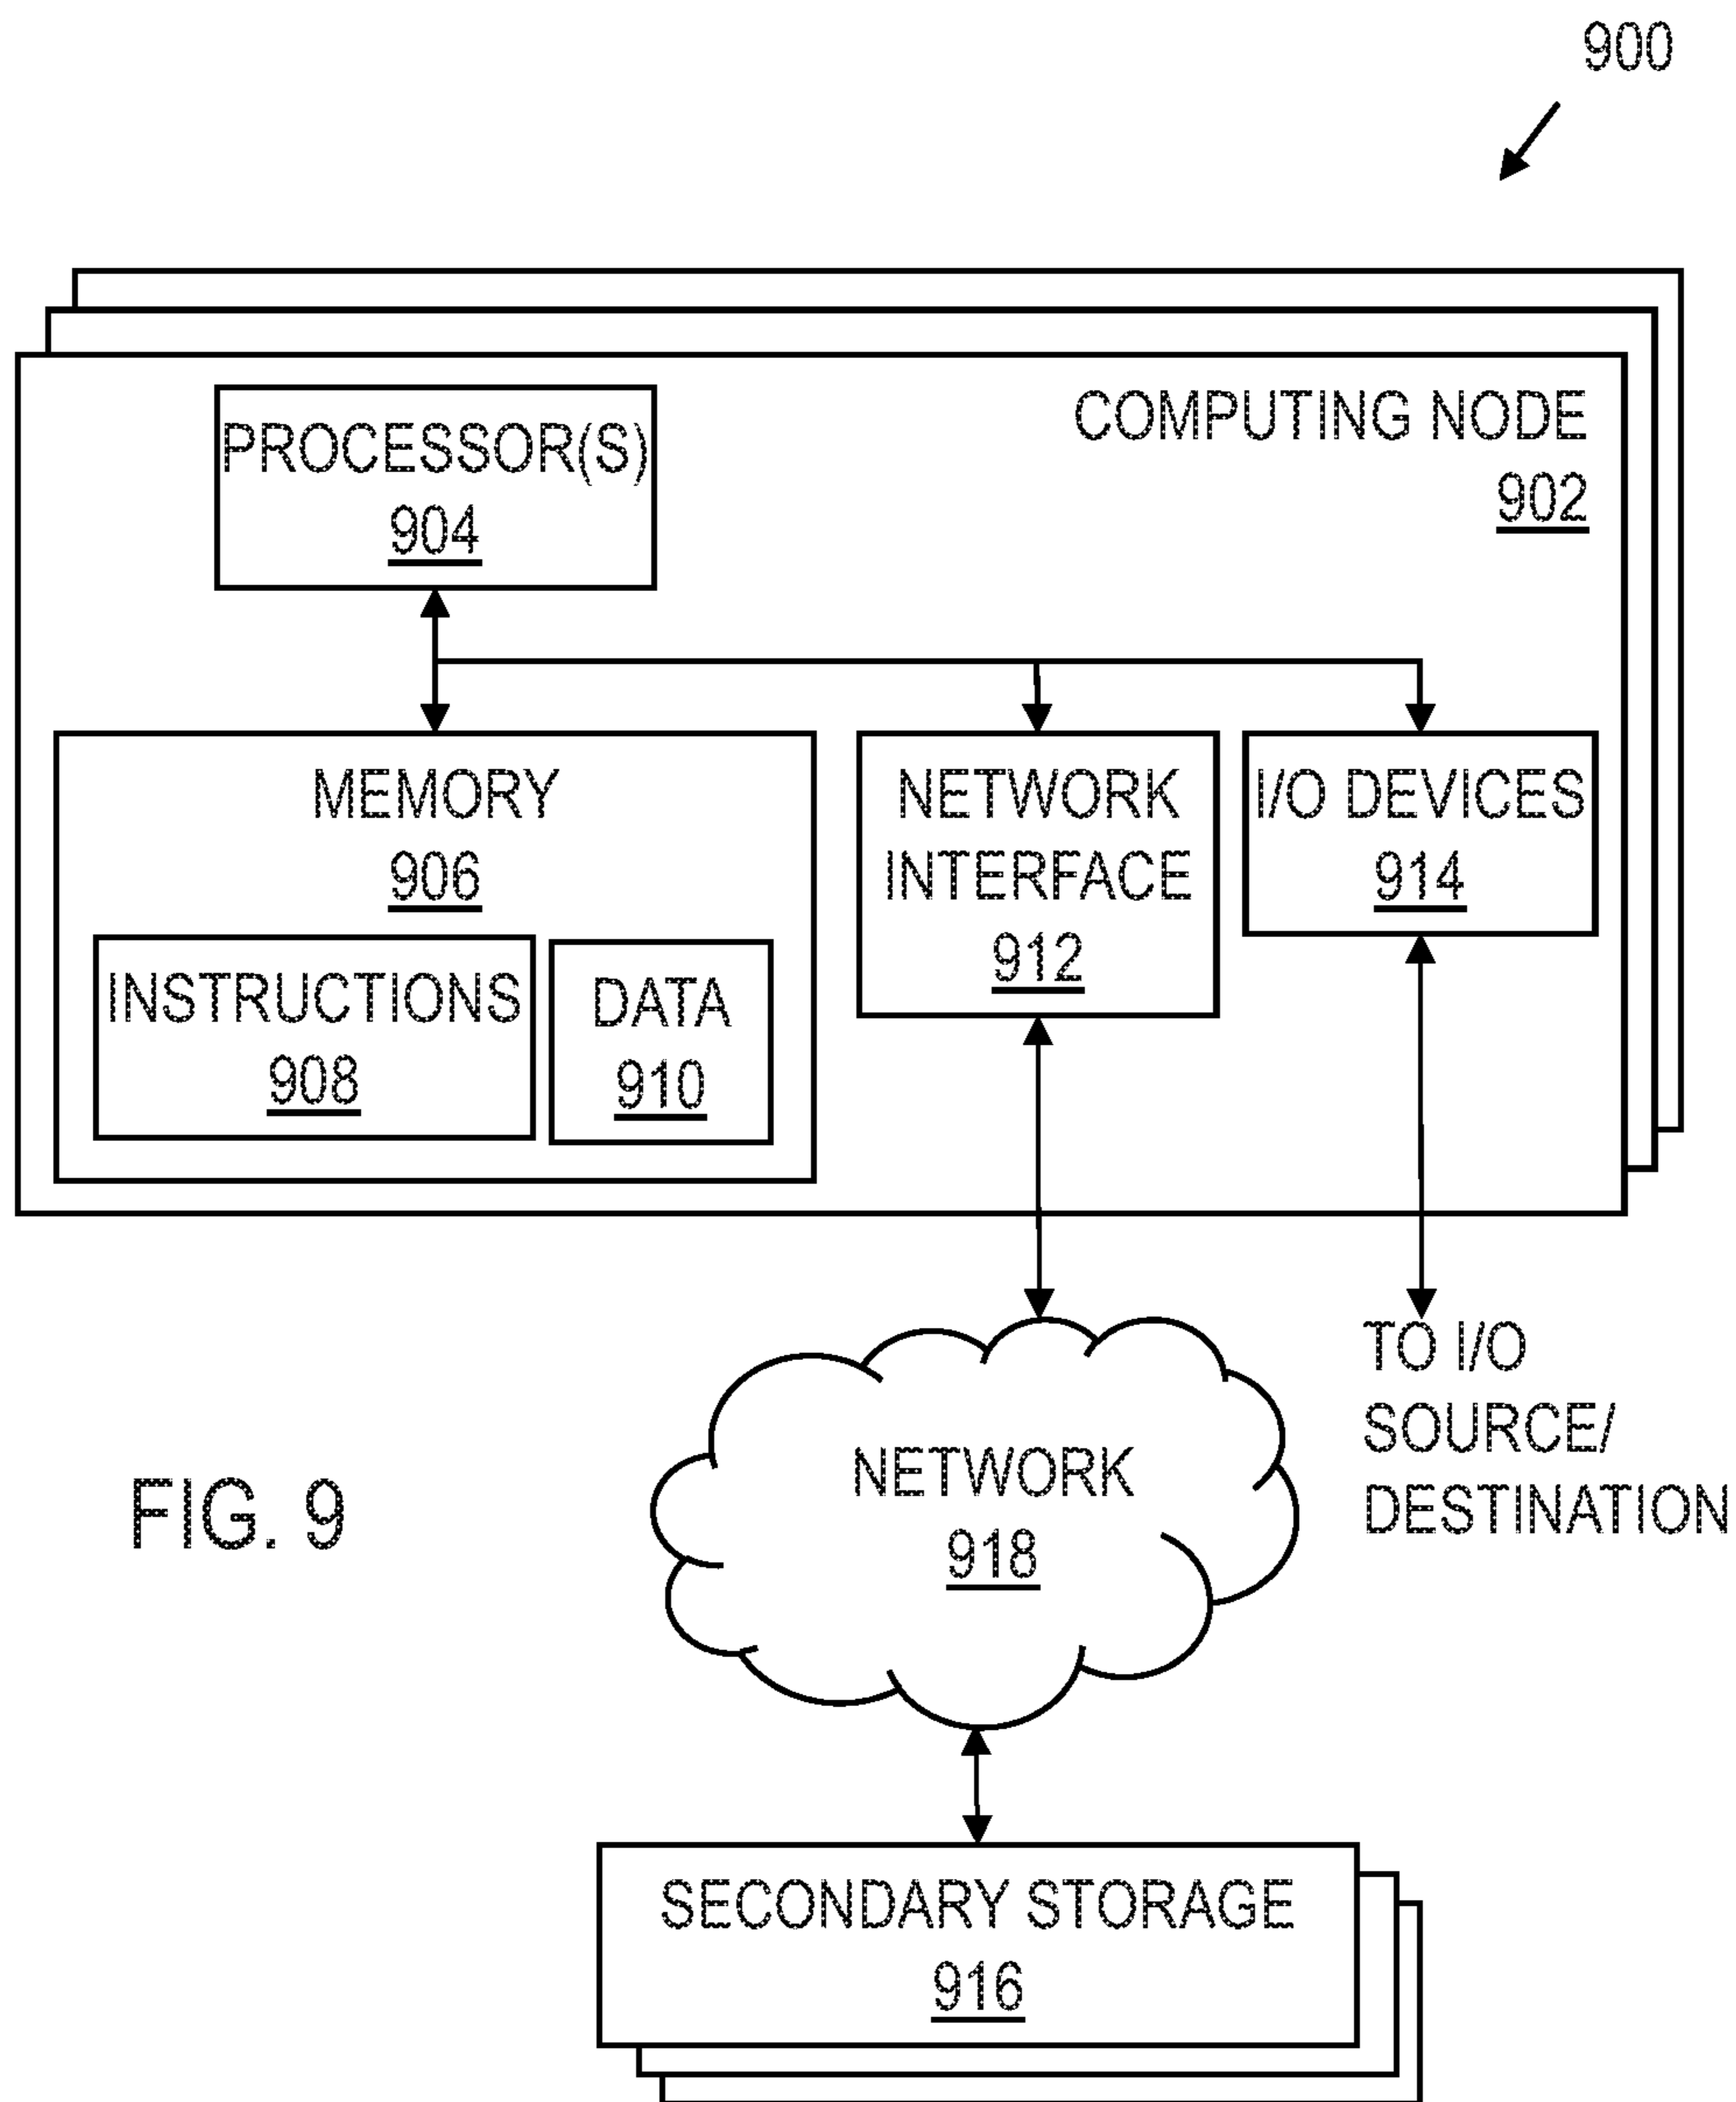 900
COMPUTING NODE
902
PROCESSOR(S)
904
MEMORY
906
INSTRUCTIONS
908
DATA
910
NETWORK
INTERFACE
912
I/O DEVICES
914
TO I/O
SOURCE/
DESTINATION
NETWORK
918
FIG. 9
SECONDARY STORAGE
916